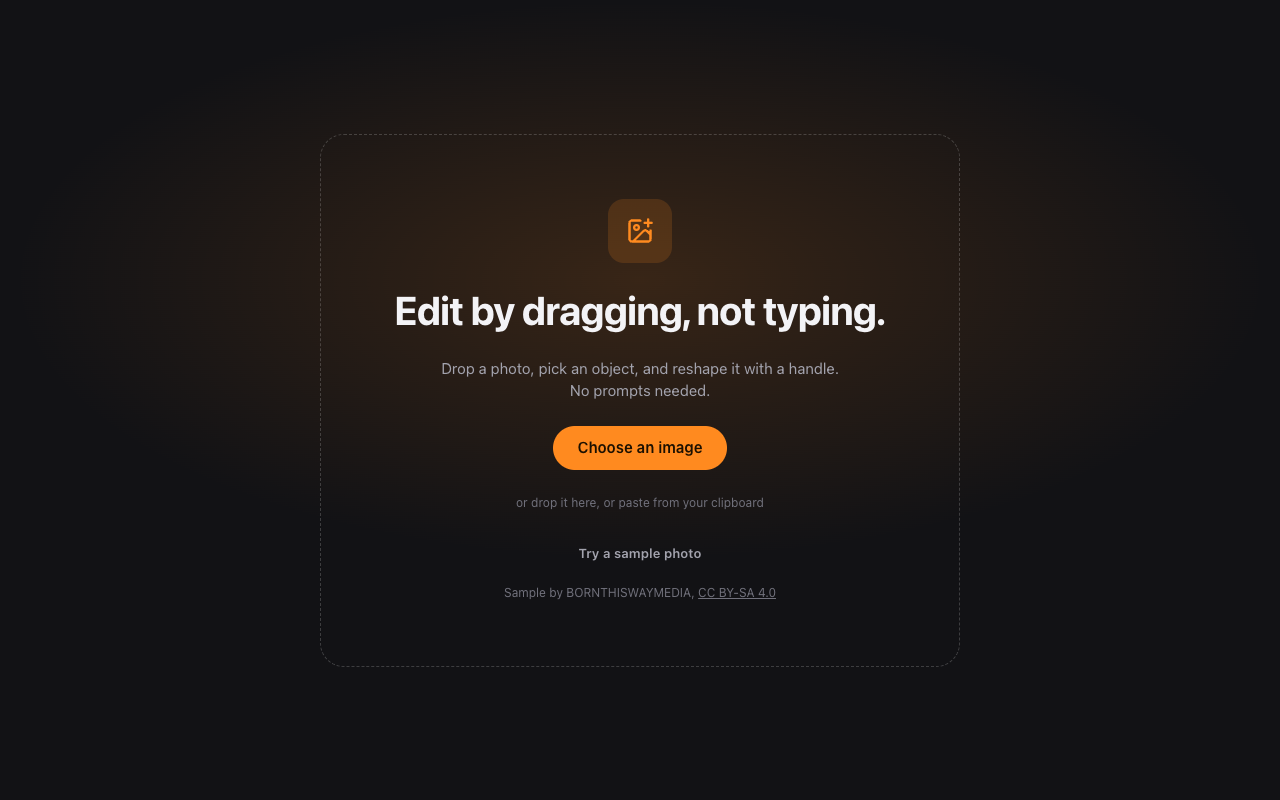 Edit by dragging, not typing.
Drop a photo, pick an object, and reshape it with a handle.
No prompts needed.
Choose an image
or drop it here, or paste from your clipboard
Try a sample photo
Sample by BORNTHISWAYMEDIA, CC BY-SA 4.0